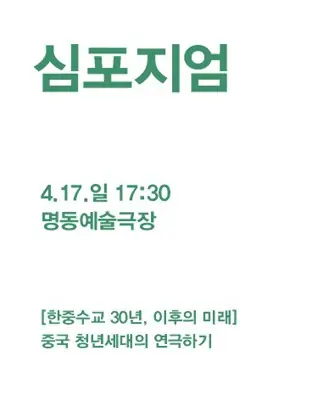 심포지엄
4.17.일 17:30
명동예술극장
[한중수교 30년, 이후의 미래]
중국 청년세대의 연극하기